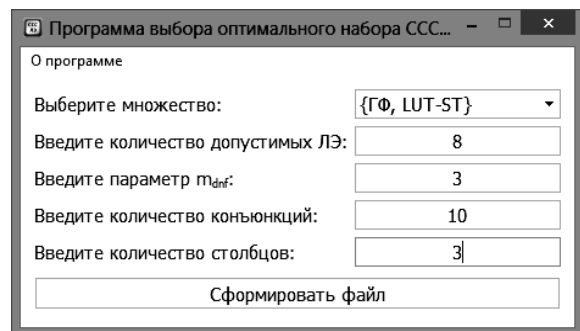 Программа выбора оптимального набора ССС...
О программе
Выберите множество: {ГФ, LUT-ST}
Введите количество допустимых ЛЭ: 8
Введите параметр m_dnf: 3
Введите количество конъюнкций: 10
Введите количество столбцов: 3
Сформировать файл